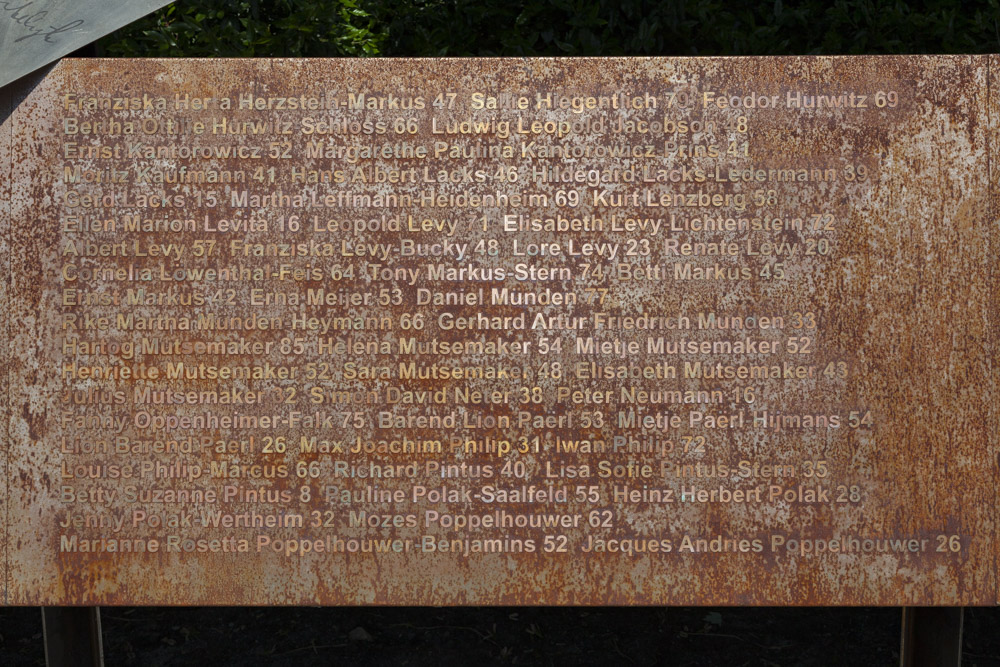 Franziska Herta Herzstein-Markus 47 Sallie Hiegentlich 70 Feodor Hurwitz 69
Bertha Ottilie Hurwitz Schloss 66 Ludwig Leopold Jacobson 8
Ernst Kantorowicz 52 Margarethe Paulina Kantorowicz-Prins 41
Moritz Kaufmann 41 Hans Albert Lacks 46 Hildegard Lacks-Ledermann 39
Gerd Lacks 15 Martha Leffmann-Heidenheim 69 Kurt Lenzberg 58
Ellen Marion Levita 16 Leopold Levy Elisabeth Levy-Lichtenstein 72
Albert Levy 57 Franziska Levy-Bucky 48 Lore Levy 23 Renate Levy 20
Cornelia Löwenthal-Feis 64 Tony Markus-Stern 74 Betti Markus 45
Ernst Markus 42 Erna Meijer 53 Daniel Munden 77
Rike Martha Munden-Heymann 66 Gerhard Artur Friedrich Munden 33
Hartog Mutsemaker 85 Helena Mutsemaker 54 Mietje Mutsemaker 52
Henriette Mutsemaker 52 Sara Mutsemaker 48 Elisabeth Mutsemaker 43
Julius Mutsemaker Simon David Neter 38 Peter Neumann 16
Fanny Oppenheimer-Falk 75 Barend Lion Paerl 53 Mietje Paerl Hijmans 54
Lion Barend Paerl 26 Max Joachim Philip 31 Iwan Philip 72
Louise Philip-Marcus 66 Richard Pintus 40 Lisa Sofie Pintus-Stern 35
Betty Suzanne Pintus 8 Pauline Polak-Saalfeld 55 Heinz Herbert Polak 28
Jenny Polak-Wertheim 32 Mozes Poppelhouwer 62
Marianne Rosetta Poppelhouwer-Benjamins 52 Jacques Andries Poppelhouwer 26